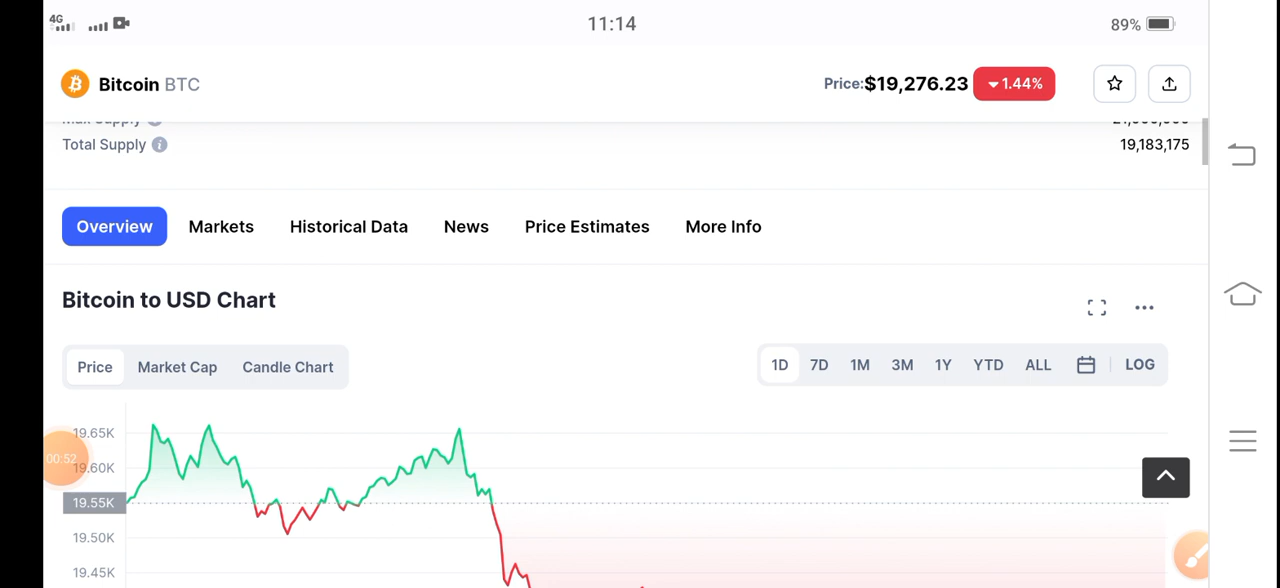 4G
11:14
89%
Bitcoin BTC
Price:$19,276.23 1.44%
Total Supply i
19,183,175
Overview Markets Historical Data News Price Estimates More Info
Bitcoin to USD Chart
Price Market Cap Candle Chart
1D 7D 1M 3M 1Y YTD ALL LOG
19.65K
00:52
19.60K
19.55K
19.50K
19.45K